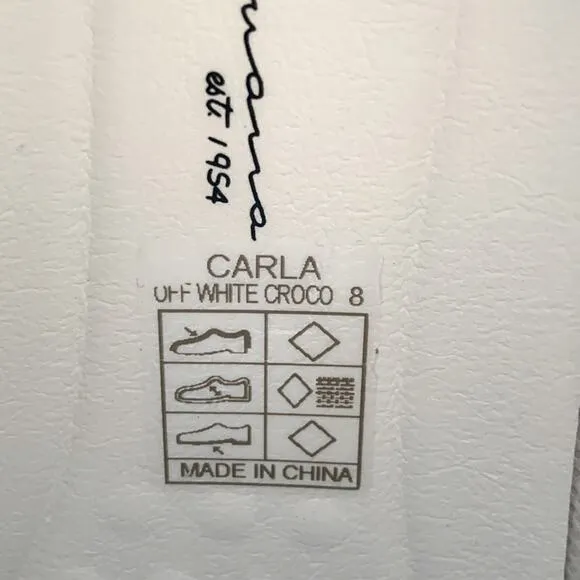 est. 1954
CARLA
OFF WHITE CROCO 8
MADE IN CHINA